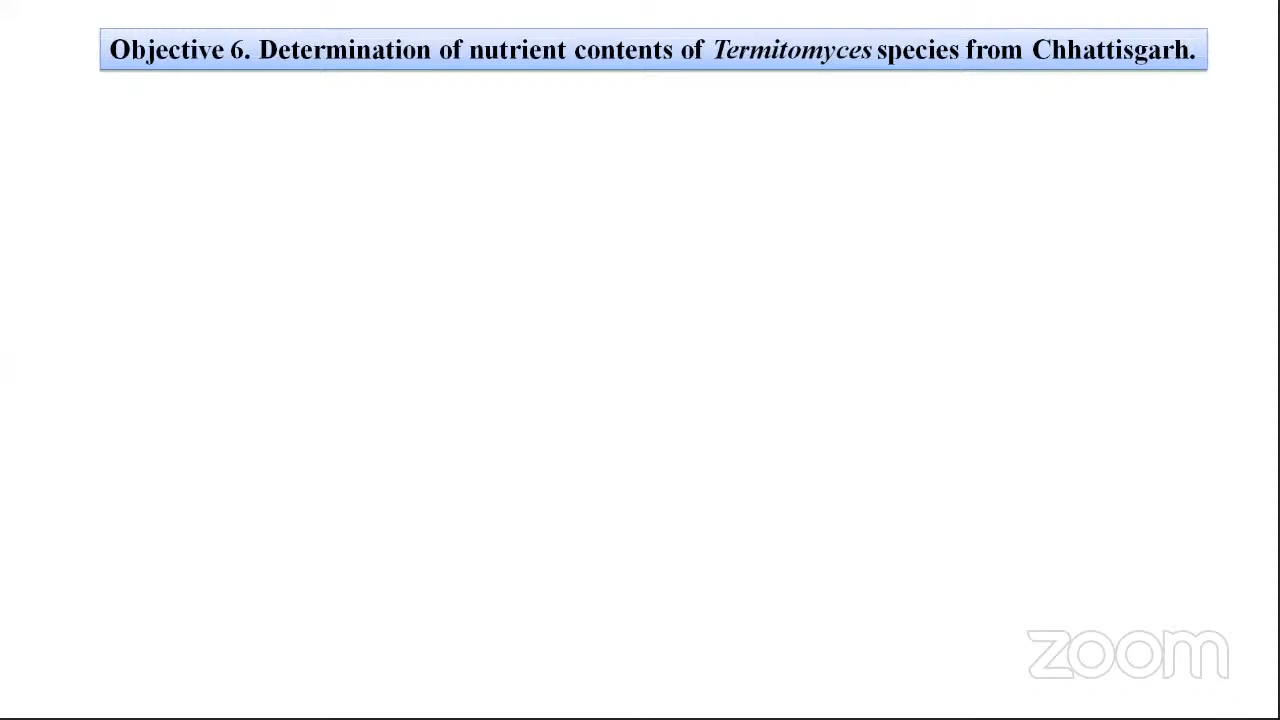 Objective 6. Determination of nutrient contents of Termitomyces species from Chhattisgarh.
zoom